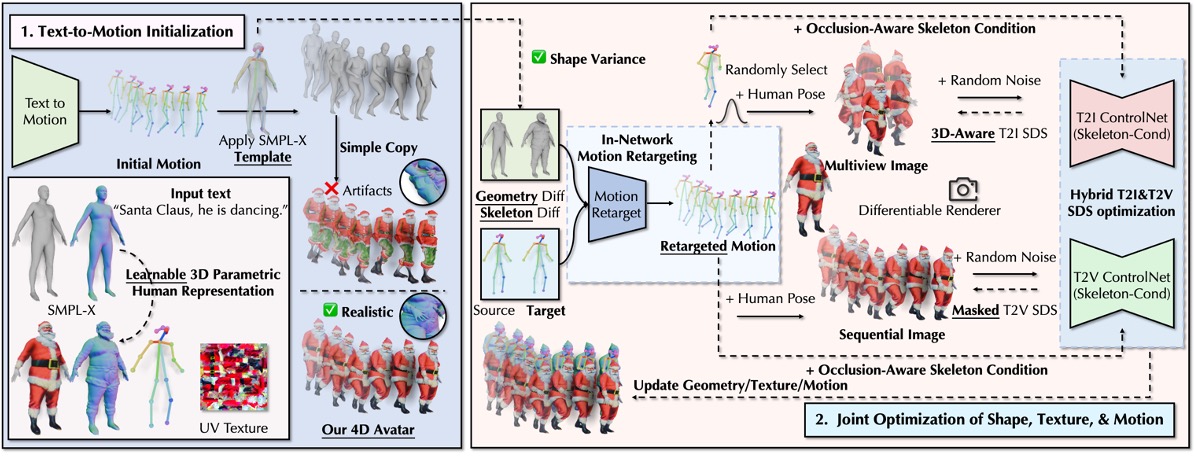 1. Text-to-Motion Initialization
Text to
Motion
Initial Motion
Apply SMPL-X
Template
Simple Copy
Artifacts
Input text
“Santa Claus, he is dancing.”
Learnable 3D Parametric
Human Representation
SMPL-X
UV Texture
Realistic
Our 4D Avatar
Shape Variance
Geometry Diff
Skeleton Diff
Source Target
In-Network
Motion Retargeting
Motion
Retarget
Retargeted Motion
+ Occlusion-Aware Skeleton Condition
Randomly Select
+ Human Pose
Multiview Image
+ Random Noise
3D-Aware T2I SDS
T2I ControlNet
(Skeleton-Cond)
Differentiable Renderer
Hybrid T2I&T2V
SDS optimization
+ Human Pose
Sequential Image
+ Random Noise
Masked T2V SDS
T2V ControlNet
(Skeleton-Cond)
+ Occlusion-Aware Skeleton Condition
Update Geometry/Texture/Motion
2. Joint Optimization of Shape, Texture, & Motion